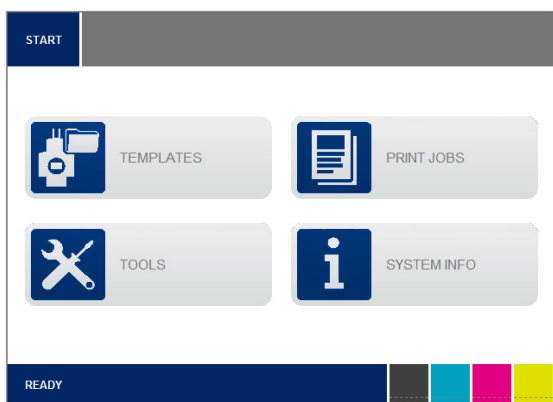 START
TEMPLATES
PRINT JOBS
TOOLS
SYSTEM INFO
READY